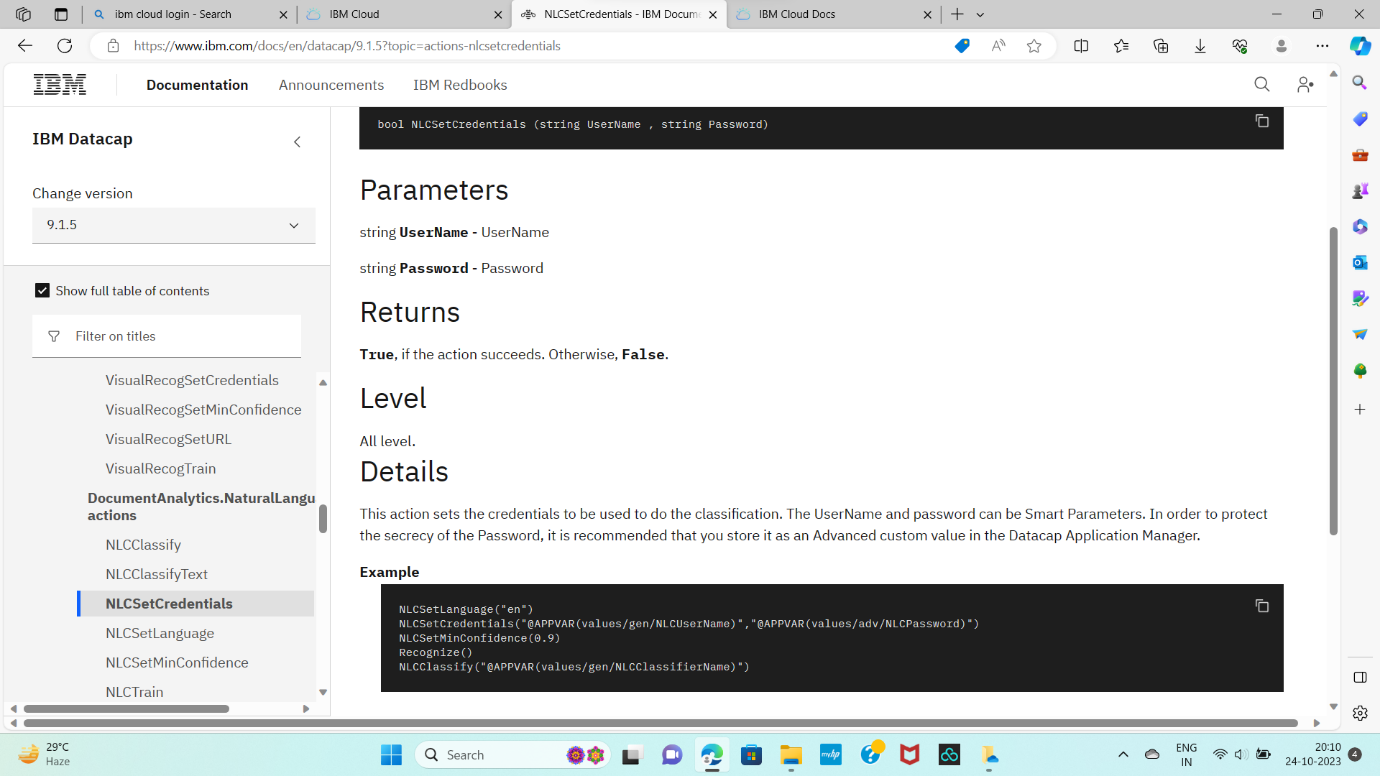 ibm cloud login - Search
IBM Cloud
NLCSetCredentials - IBM Docum
IBM Cloud Docs
https://www.ibm.com/docs/en/datacap/9.1.5?topic=actions-nlcsetcredentials
IBM
Documentation
Announcements
IBM Redbooks
IBM Datacap
Change version
9.1.5
Show full table of contents
Filter on titles
VisualRecogSetCredentials
VisualRecogSetMinConfidence
VisualRecogSetURL
VisualRecogTrain
DocumentAnalytics.NaturalLangu
actions
NLCClassify
NLCClassifyText
NLCSetCredentials
NLCSetLanguage
NLCSetMinConfidence
NLCTrain
bool NLCSetCredentials (string UserName , string Password)
Parameters
string UserName - UserName
string Password - Password
Returns
True, if the action succeeds. Otherwise, False.
Level
All level.
Details
This action sets the credentials to be used to do the classification. The UserName and password can be Smart Parameters. In order to protect
the secrecy of the Password, it is recommended that you store it as an Advanced custom value in the Datacap Application Manager.
Example
NLCSetLanguage("en")
NLCSetCredentials("@APPVAR(values/gen/NLCUserName)","@APPVAR(values/adv/NLCPassword)")
NLCSetMinConfidence(0.9)
Recognize()
NLCClassify("@APPVAR(values/gen/NLCClassifierName)")
29°C
Haze
Search
myhp
ENG
IN
20:10
24-10-2023
4